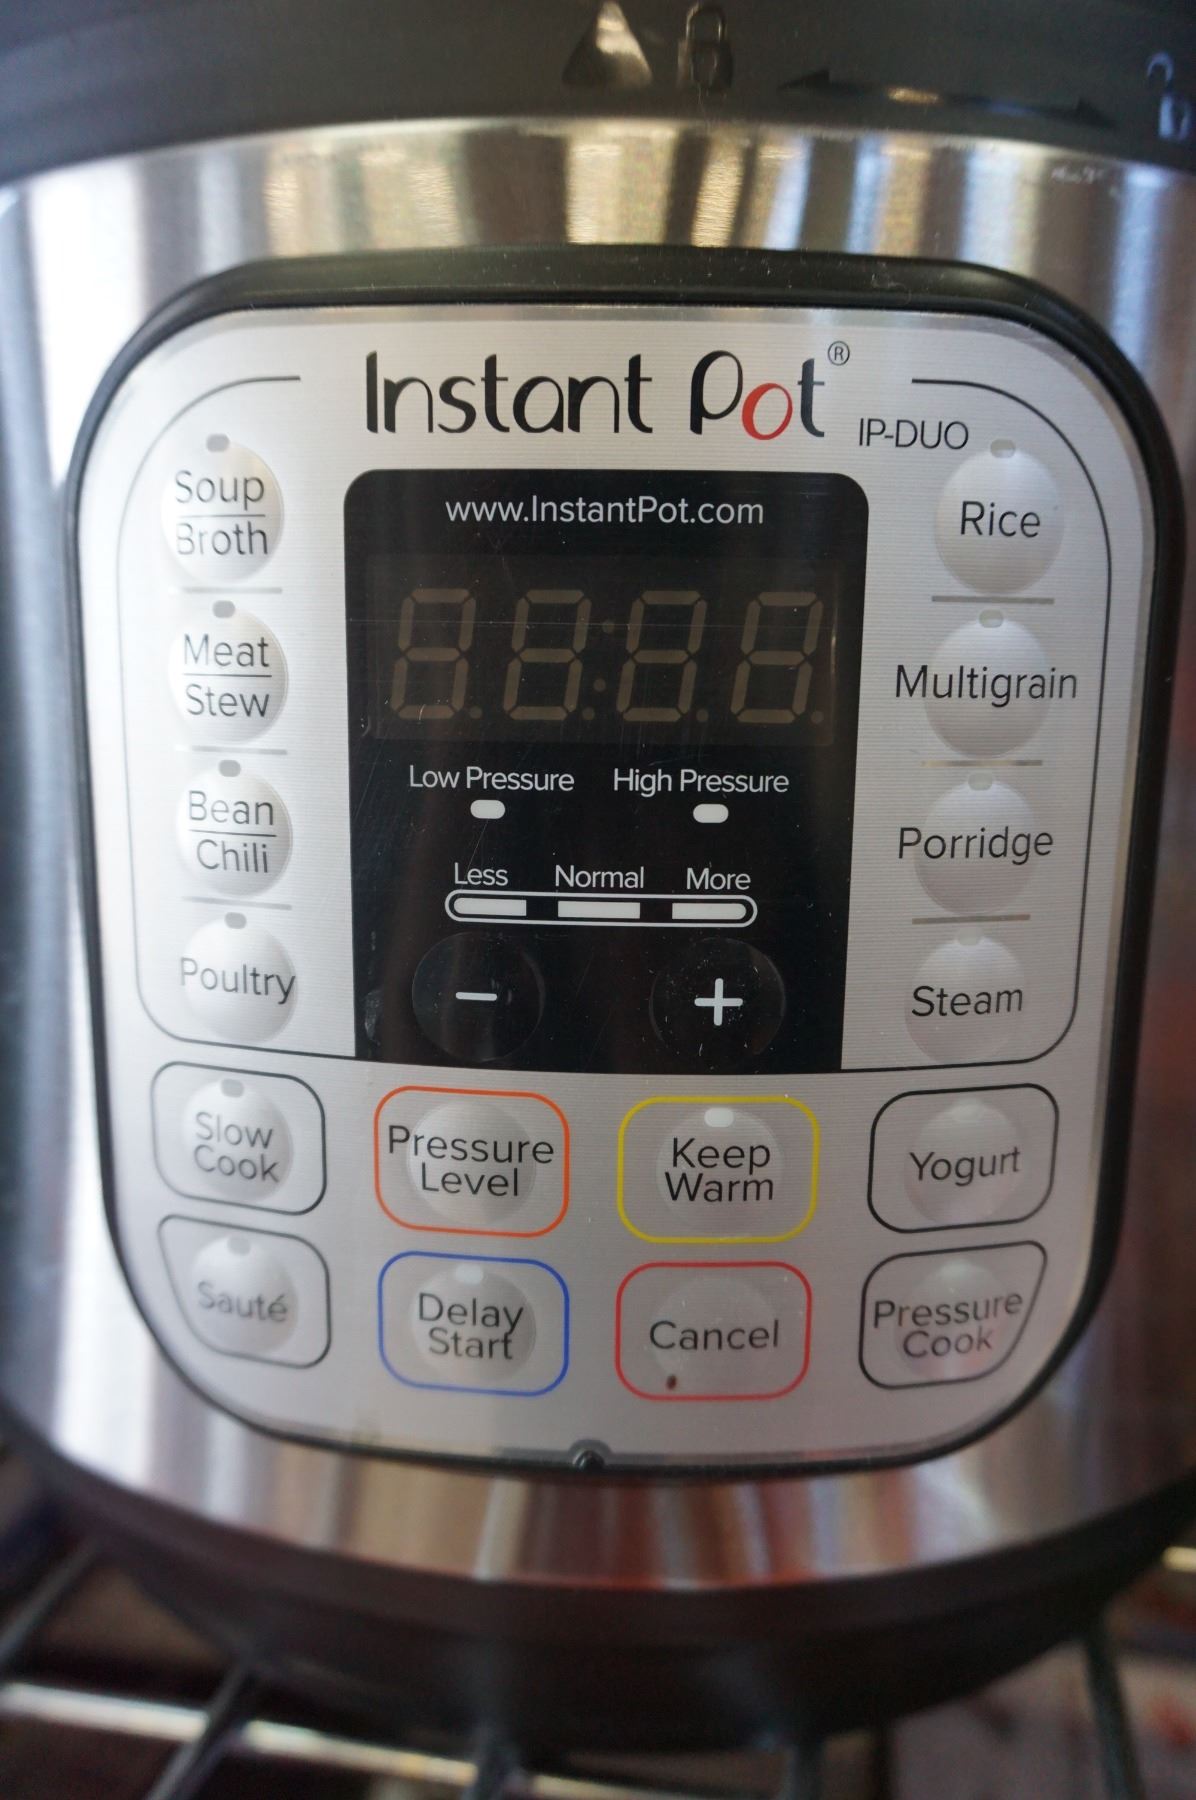 Instant Pot®
IP-DUO
www.InstantPot.com
Soup
Broth
Meat
Stew
Bean
Chili
Poultry
Low Pressure
High Pressure
Less
Normal
More
−
+
Rice
Multigrain
Porridge
Steam
Slow
Cook
Pressure
Level
Keep
Warm
Yogurt
Sauté
Delay
Start
Cancel
Pressure
Cook